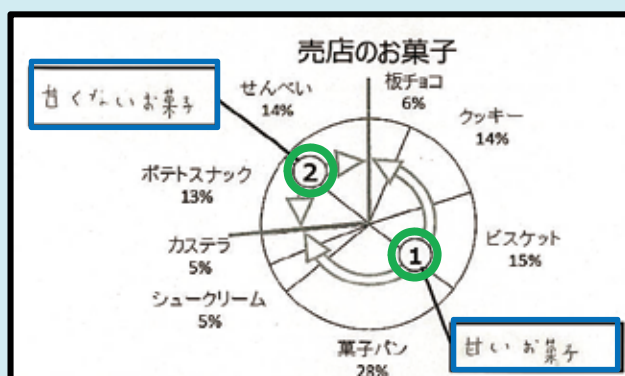 売店のお菓子
甘くないお菓子
せんべい
14%
板チョコ
6%
クッキー
14%
ポテトスナック
13%
②
カステラ
5%
①
ビスケット
15%
シュークリーム
5%
菓子パン
28%
甘いお菓子